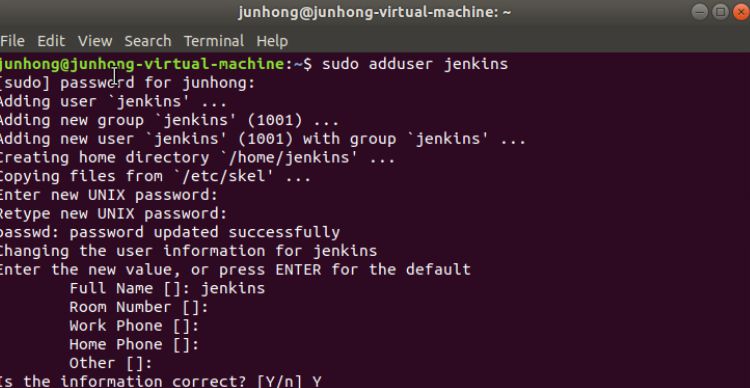 junhong@junhong-virtual-machine: ~
File Edit View Search Terminal Help
junhong@junhong-virtual-machine:~$ sudo adduser jenkins
[sudo] password for junhong:
Adding user `jenkins' ...
Adding new group `jenkins' (1001) ...
Adding new user `jenkins' (1001) with group `jenkins' ...
Creating home directory `/home/jenkins' ...
Copying files from `/etc/skel' ...
Enter new UNIX password:
Retype new UNIX password:
passwd: password updated successfully
Changing the user information for jenkins
Enter the new value, or press ENTER for the default
Full Name []: jenkins
Room Number []:
Work Phone []:
Home Phone []:
Other []:
Is the information correct? [Y/n] Y